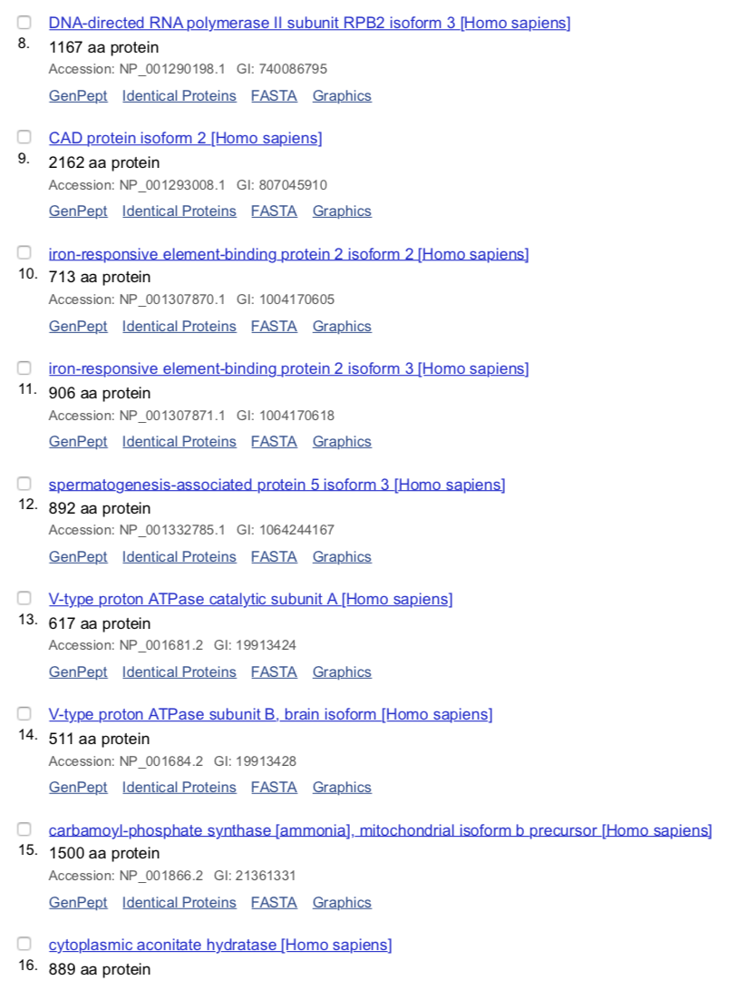 DNA-directed RNA polymerase II subunit RPB2 isoform 3 [Homo sapiens]
8. 1167 aa protein
Accession: NP_001290198.1 GI: 740086795
GenPept Identical Proteins FASTA Graphics
CAD protein isoform 2 [Homo sapiens]
9. 2162 aa protein
Accession: NP_001293008.1 GI: 807045910
GenPept Identical Proteins FASTA Graphics
iron-responsive element-binding protein 2 isoform 2 [Homo sapiens]
10. 713 aa protein
Accession: NP_001307870.1 GI: 1004170605
GenPept Identical Proteins FASTA Graphics
iron-responsive element-binding protein 2 isoform 3 [Homo sapiens]
11. 906 aa protein
Accession: NP_001307871.1 GI: 1004170618
GenPept Identical Proteins FASTA Graphics
spermatogenesis-associated protein 5 isoform 3 [Homo sapiens]
12. 892 aa protein
Accession: NP_001332785.1 GI: 1064244167
GenPept Identical Proteins FASTA Graphics
V-type proton ATPase catalytic subunit A [Homo sapiens]
13. 617 aa protein
Accession: NP_001681.2 GI: 19913424
GenPept Identical Proteins FASTA Graphics
V-type proton ATPase subunit B, brain isoform [Homo sapiens]
14. 511 aa protein
Accession: NP_001684.2 GI: 19913428
GenPept Identical Proteins FASTA Graphics
carbamoyl-phosphate synthase [ammonia], mitochondrial isoform b precursor [Homo sapiens]
15. 1500 aa protein
Accession: NP_001866.2 GI: 21361331
GenPept Identical Proteins FASTA Graphics
cytoplasmic aconitate hydratase [Homo sapiens]
16. 889 aa protein